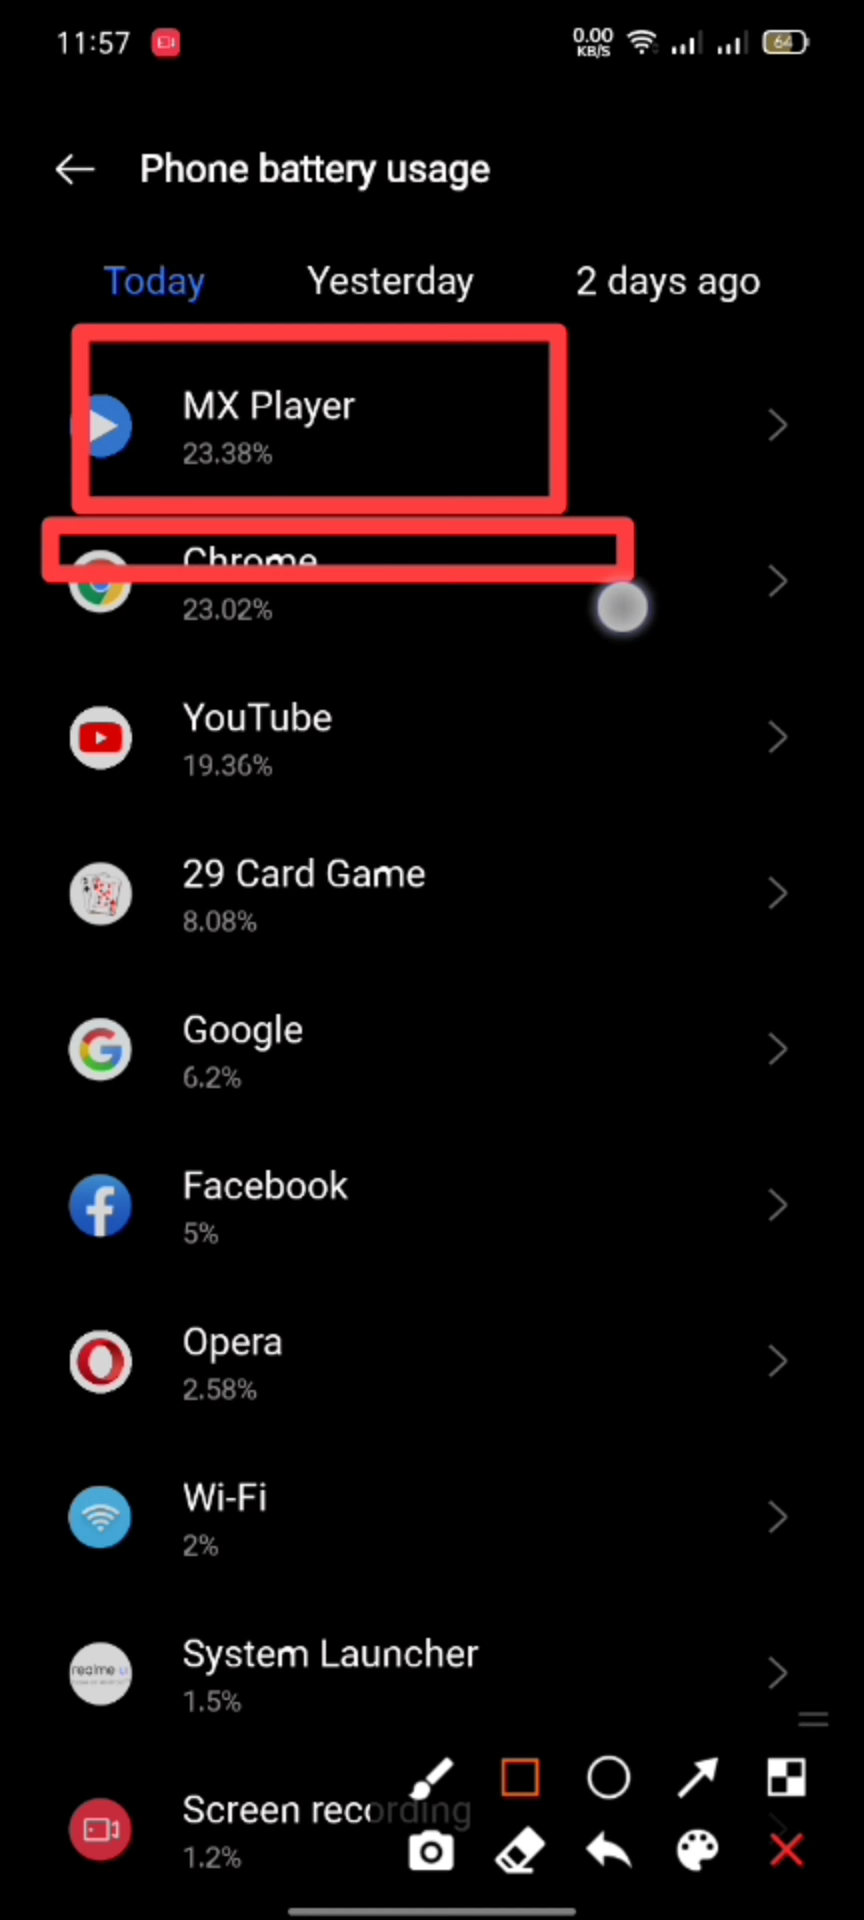 11:57
0.00
KB/S
64
Phone battery usage
Today Yesterday 2 days ago
MX Player
23.38%
Chrome
23.02%
YouTube
19.36%
29 Card Game
8.08%
Google
6.2%
Facebook
5%
Opera
2.58%
Wi-Fi
2%
System Launcher
realme UI
1.5%
Screen recording
1.2%